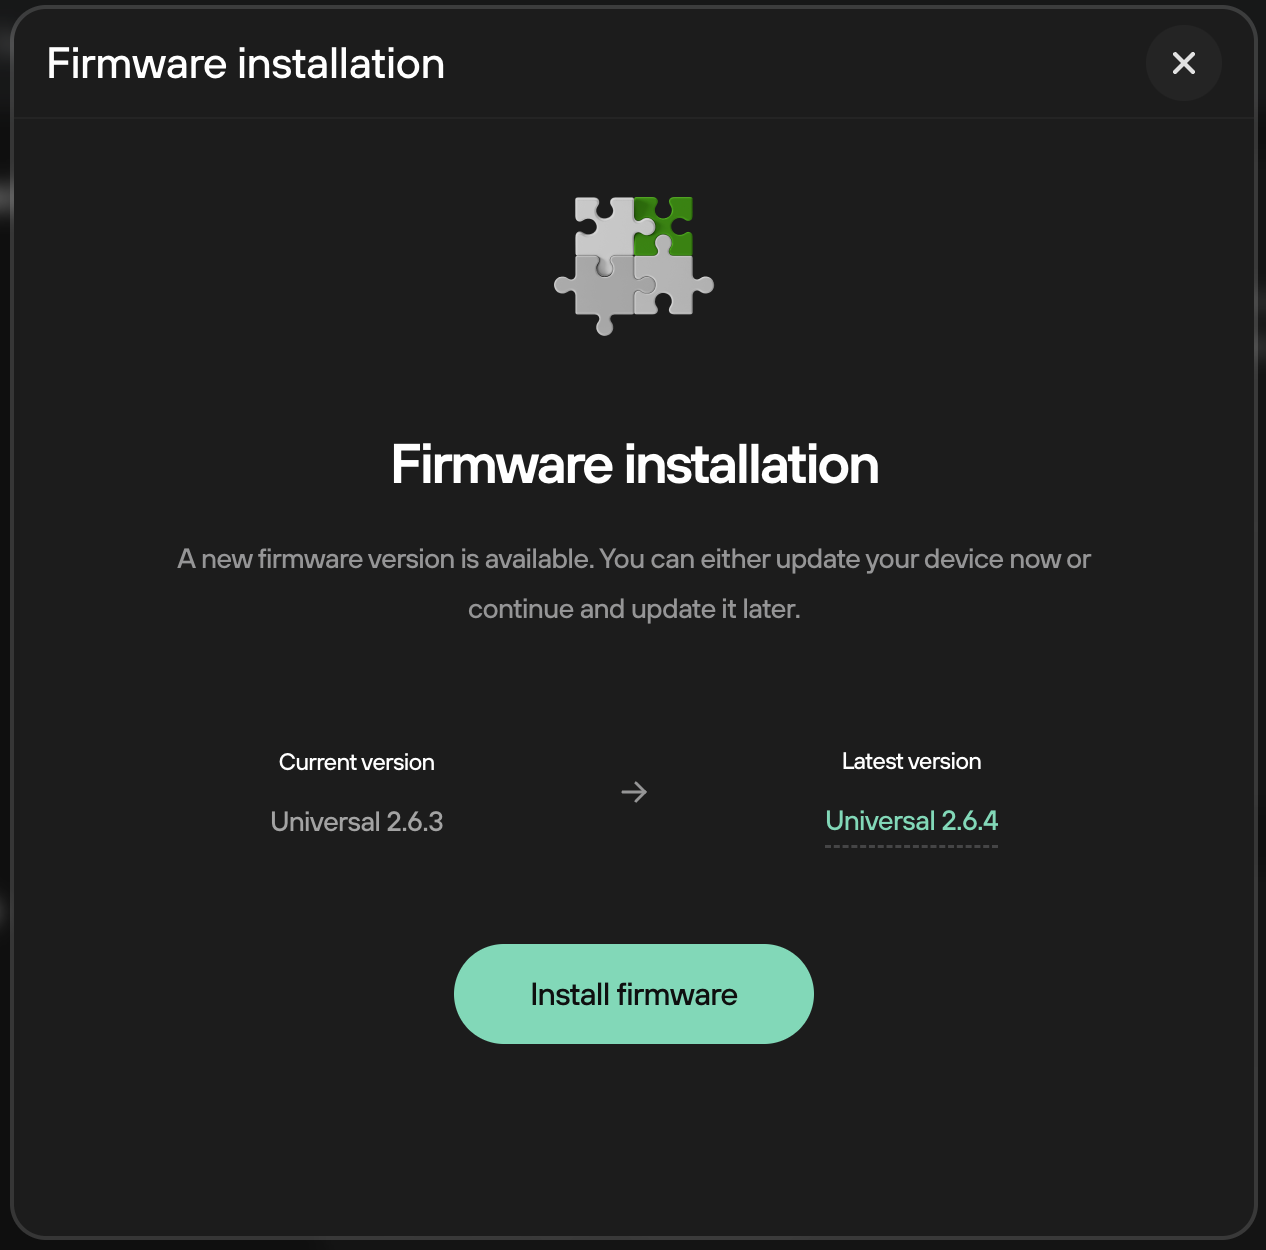 Firmware installation
Firmware installation
A new firmware version is available. You can either update your device now or
continue and update it later.
Current version
Universal 2.6.3
Latest version
Universal 2.6.4
Install firmware